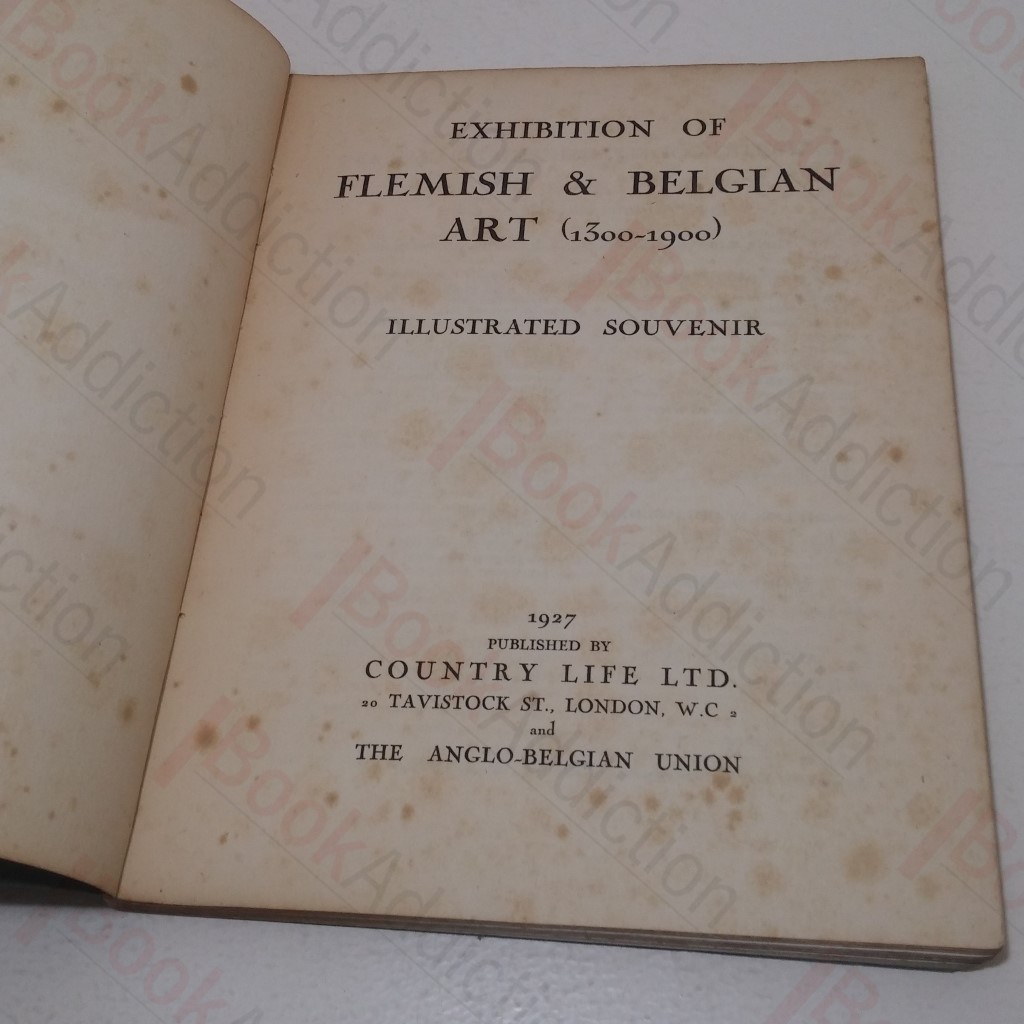 EXHIBITION OF
FLEMISH & BELGIAN
ART (1300-1900)
ILLUSTRATED SOUVENIR
1927
PUBLISHED BY
COUNTRY LIFE LTD.
20 TAVISTOCK ST., LONDON, W.C 2
and
THE ANGLO-BELGIAN UNION
BookAddiction